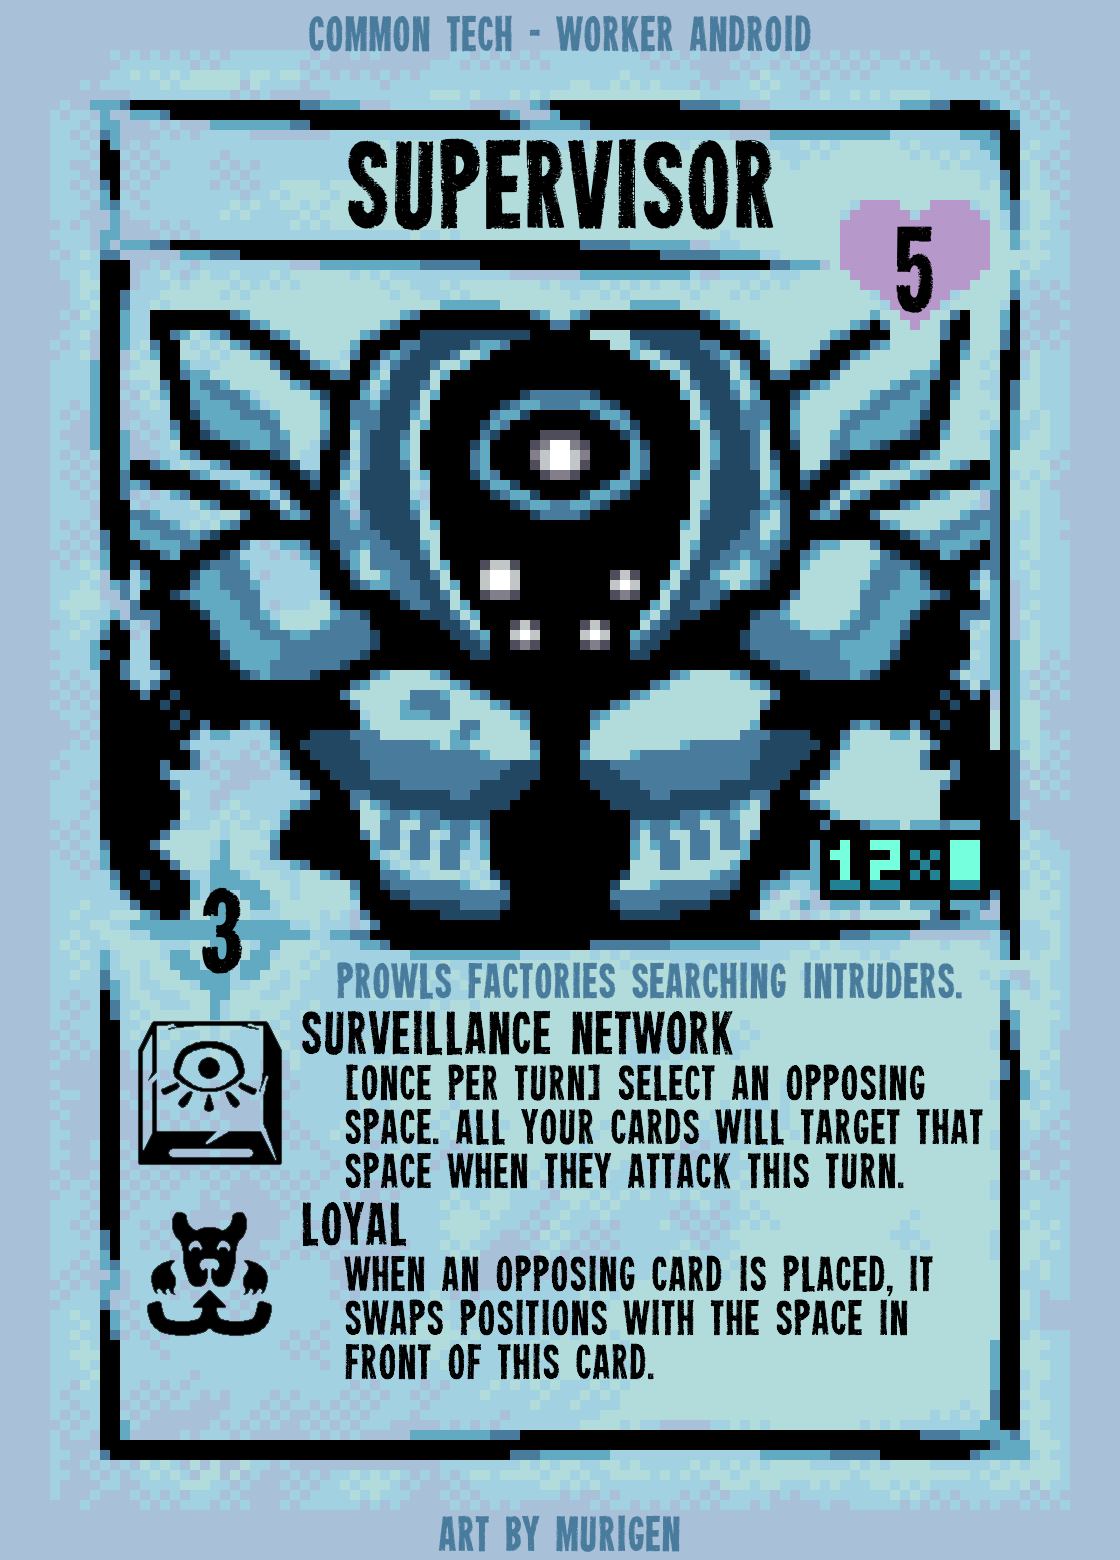 COMMON TECH - WORKER ANDROID
SUPERVISOR
5
12×
3
PROWLS FACTORIES SEARCHING INTRUDERS.
SURVEILLANCE NETWORK
[ONCE PER TURN] SELECT AN OPPOSING
SPACE. ALL YOUR CARDS WILL TARGET THAT
SPACE WHEN THEY ATTACK THIS TURN.
LOYAL
WHEN AN OPPOSING CARD IS PLACED, IT
SWAPS POSITIONS WITH THE SPACE IN
FRONT OF THIS CARD.
ART BY MURIGEN